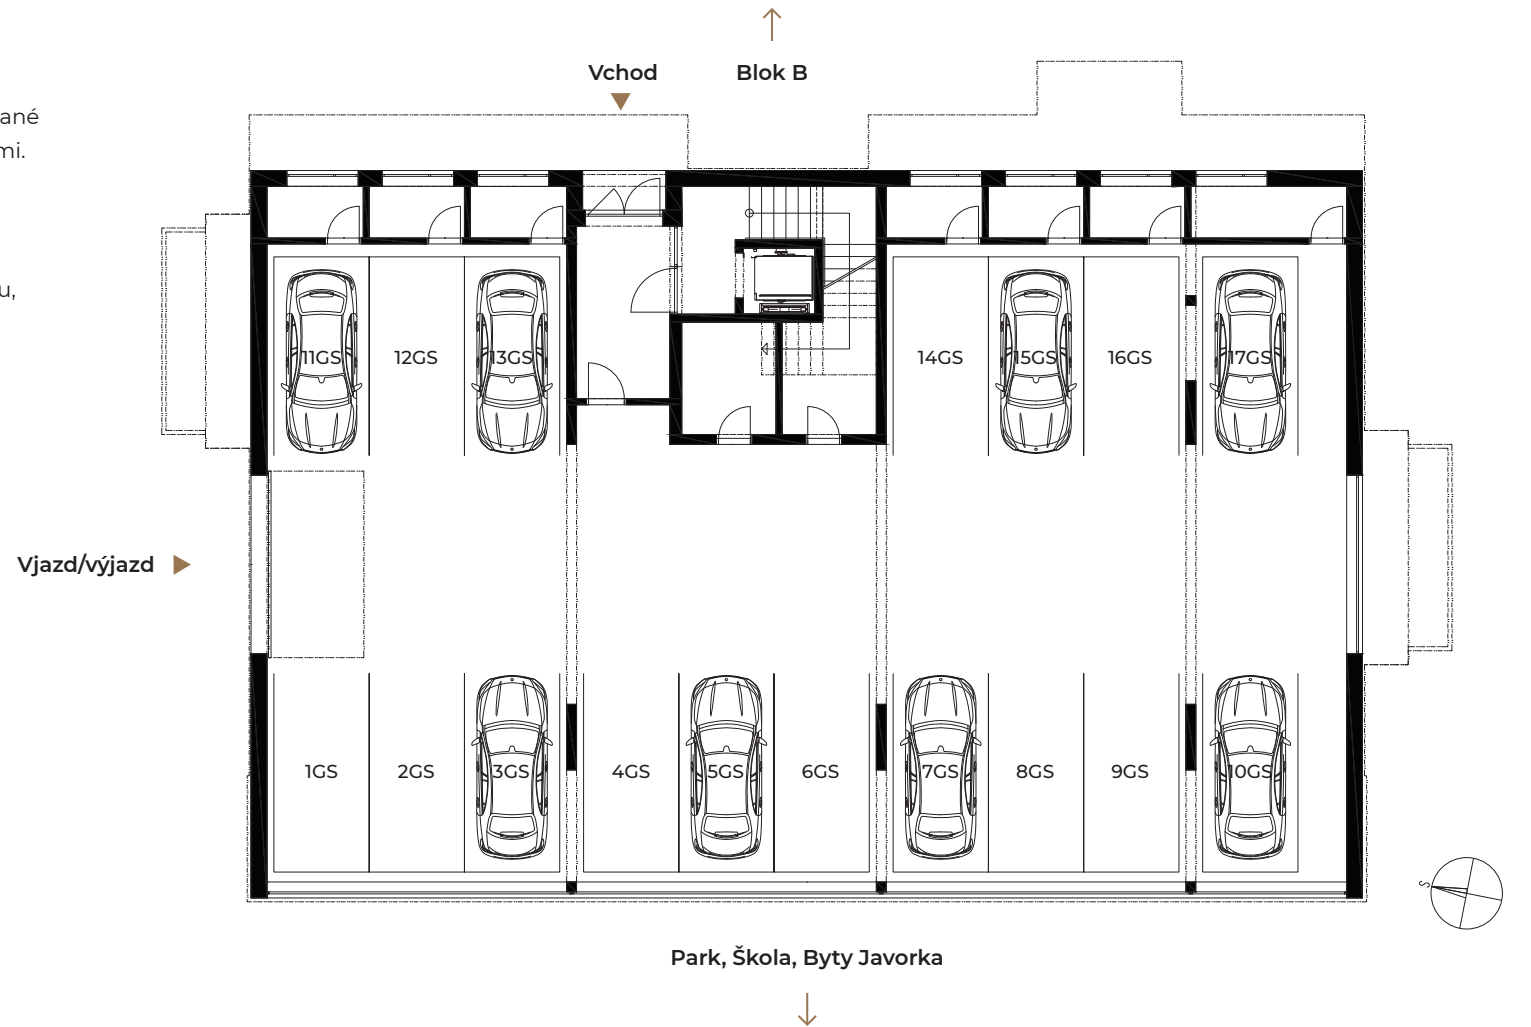 Vchod
Blok B
ané
mi.
u,
11GS
12GS
13GS
14GS
15GS
16GS
17GS
Vjazd/výjazd
1GS
2GS
3GS
4GS
5GS
6GS
7GS
8GS
9GS
10GS
S
Park, Škola, Byty Javorka